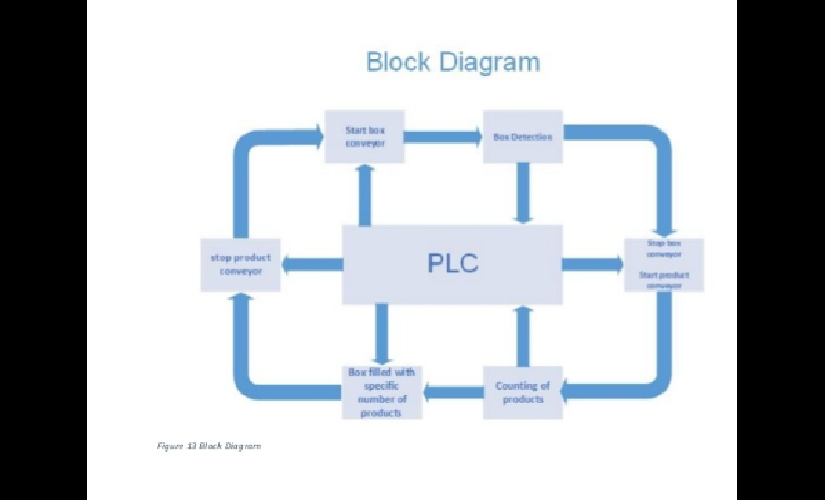 Block Diagram
Start box
conveyor
Box Detection
stop product
conveyor
PLC
Stop box
conveyor
Start product
conveyor
Box filled with
specific
number of
products
Counting of
products
Figure 13 Block Diagram